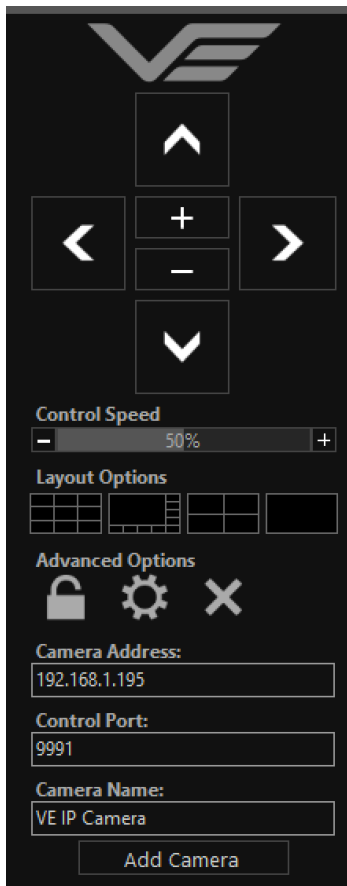 VE
+
−
Control Speed
− 50% +
Layout Options
Advanced Options
Camera Address:
192.168.1.195
Control Port:
9991
Camera Name:
VE IP Camera
Add Camera